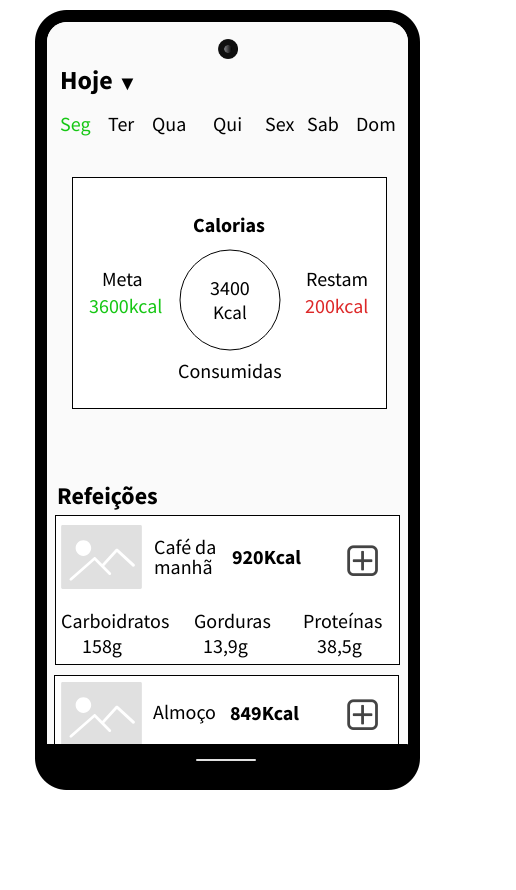 Hoje ▼
Seg Ter Qua Qui Sex Sab Dom
Calorias
Meta
3600kcal
3400
Kcal
Restam
200kcal
Consumidas
Refeições
Café da
manhã
920Kcal
Carboidratos Gorduras Proteínas
158g 13,9g 38,5g
Almoço 849Kcal